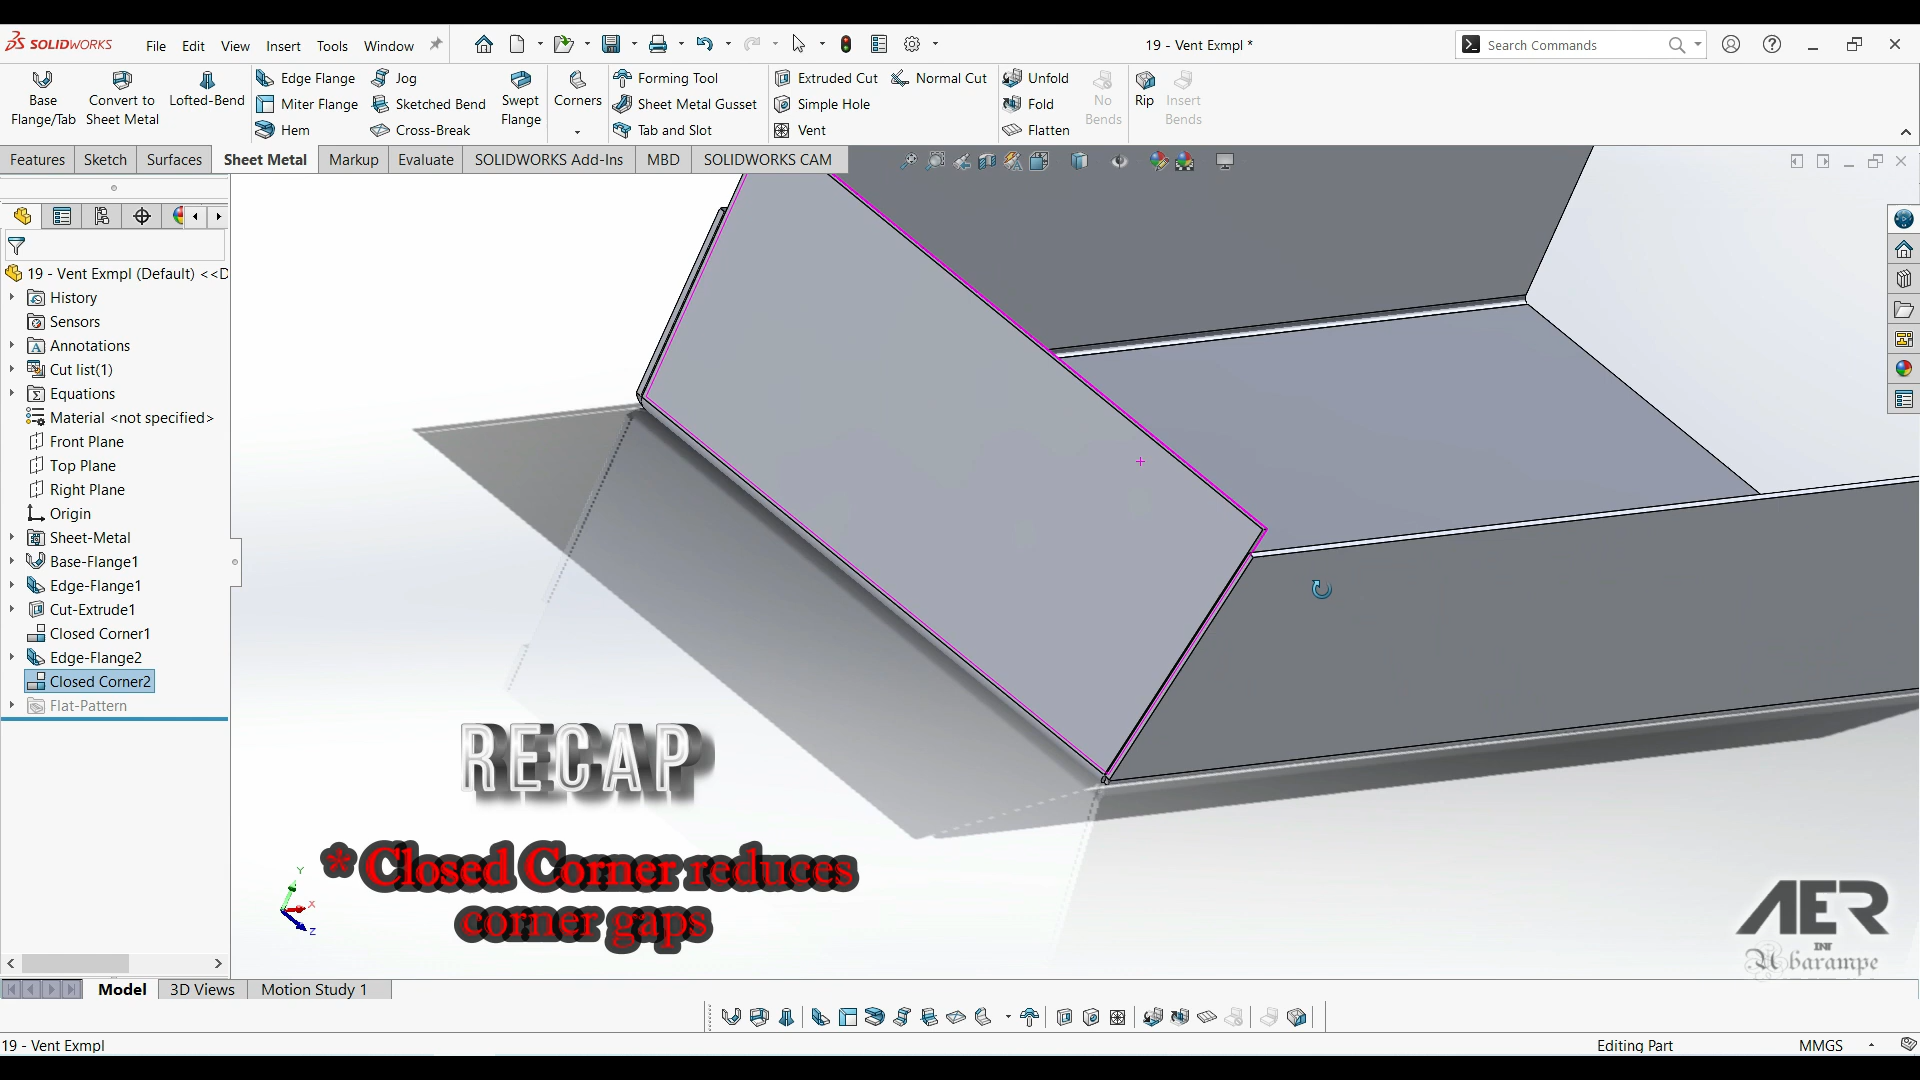 SOLIDWORKS
File Edit View Insert Tools Window
19 - Vent Exmpl *
Search Commands
Base Flange/Tab
Convert to Sheet Metal
Lofted-Bend
Edge Flange
Miter Flange
Hem
Jog
Sketched Bend
Cross-Break
Swept Flange
Corners
Forming Tool
Sheet Metal Gusset
Tab and Slot
Extruded Cut
Simple Hole
Vent
Normal Cut
Unfold
Fold
Flatten
No Bends
Rip
Insert Bends
Features Sketch Surfaces Sheet Metal Markup Evaluate SOLIDWORKS Add-Ins MBD SOLIDWORKS CAM
19 - Vent Exmpl (Default) <<D
History
Sensors
Annotations
Cut list(1)
Equations
Material <not specified>
Front Plane
Top Plane
Right Plane
Origin
Sheet-Metal
Base-Flange1
Edge-Flange1
Cut-Extrude1
Closed Corner1
Edge-Flange2
Closed Corner2
Flat-Pattern
RECAP
* Closed Corner reduces
corner gaps
Y
X
Z
AER
INT
Abarampe
Model 3D Views Motion Study 1
19 - Vent Exmpl
Editing Part
MMGS